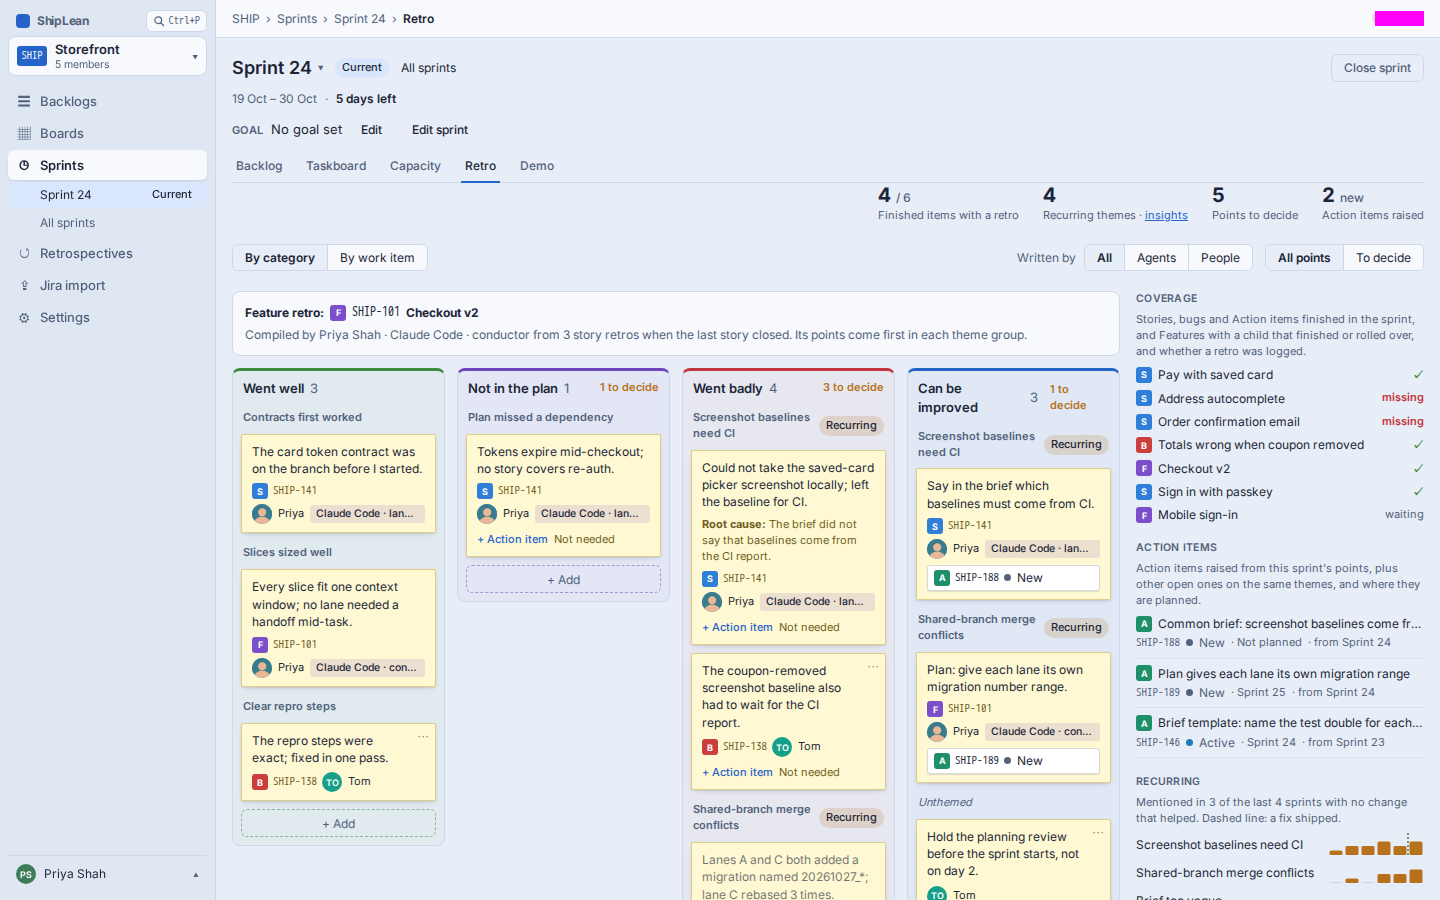 ShipLean
Ctrl+P
SHIP
Storefront
5 members
Backlogs
Boards
Sprints
Sprint 24
Current
All sprints
Retrospectives
Jira import
Settings
PS
Priya Shah
SHIP › Sprints › Sprint 24 › Retro
Sprint 24
Current
All sprints
Close sprint
19 Oct – 30 Oct · 5 days left
GOAL No goal set Edit Edit sprint
Backlog Taskboard Capacity Retro Demo
4 / 6
Finished items with a retro
4
Recurring themes · insights
5
Points to decide
2 new
Action items raised
By category By work item
Written by All Agents People
All points To decide
Feature retro: F SHIP-101 Checkout v2
Compiled by Priya Shah · Claude Code · conductor from 3 story retros when the last story closed. Its points come first in each theme group.
Went well 3
Contracts first worked
The card token contract was
on the branch before I started.
S SHIP-141
Priya Claude Code · lan...
Slices sized well
Every slice fit one context
window; no lane needed a
handoff mid-task.
F SHIP-101
Priya Claude Code · con...
Clear repro steps
The repro steps were
exact; fixed in one pass.
...
B SHIP-138 TO Tom
+ Add
Not in the plan 1 1 to decide
Plan missed a dependency
Tokens expire mid-checkout;
no story covers re-auth.
S SHIP-141
Priya Claude Code · lan...
+ Action item Not needed
+ Add
Went badly 4 3 to decide
Screenshot baselines
need CI
Recurring
Could not take the saved-card
picker screenshot locally; left
the baseline for CI.
Root cause: The brief did not
say that baselines come from
the CI report.
S SHIP-141
Priya Claude Code · lan...
+ Action item Not needed
The coupon-removed
screenshot baseline also
had to wait for the CI
report.
...
B SHIP-138 TO Tom
+ Action item Not needed
Shared-branch merge
conflicts
Recurring
Lanes A and C both added a
migration named 20261027_*;
lane C rebased 3 times.
Can be
improved
3
1 to
decide
Screenshot baselines
need CI
Recurring
Say in the brief which
baselines must come from CI.
S SHIP-141
Priya Claude Code · lan...
A SHIP-188 New
Shared-branch merge
conflicts
Recurring
Plan: give each lane its own
migration number range.
F SHIP-101
Priya Claude Code · con...
A SHIP-189 New
Unthemed
Hold the planning review
before the sprint starts, not
on day 2.
...
TO Tom
COVERAGE
Stories, bugs and Action items finished in the sprint,
and Features with a child that finished or rolled over,
and whether a retro was logged.
S Pay with saved card ✓
S Address autocomplete missing
S Order confirmation email missing
B Totals wrong when coupon removed ✓
F Checkout v2 ✓
S Sign in with passkey ✓
F Mobile sign-in waiting
ACTION ITEMS
Action items raised from this sprint's points, plus
other open ones on the same themes, and where they
are planned.
A Common brief: screenshot baselines come fr...
SHIP-188 New · Not planned · from Sprint 24
A Plan gives each lane its own migration range
SHIP-189 New · Sprint 25 · from Sprint 24
A Brief template: name the test double for each...
SHIP-146 Active · Sprint 24 · from Sprint 23
RECURRING
Mentioned in 3 of the last 4 sprints with no change
that helped. Dashed line: a fix shipped.
Screenshot baselines need CI
Shared-branch merge conflicts